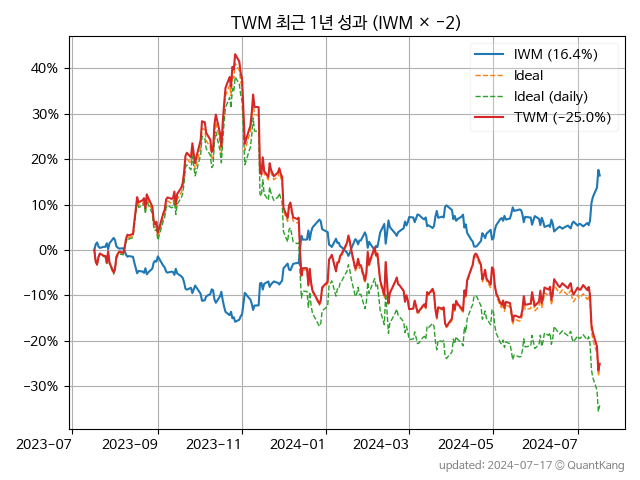 TWM 최근 1년 성과 (IWM × −2)
IWM (16.4%)
Ideal
Ideal (daily)
TWM (−25.0%)
40%
30%
20%
10%
0%
−10%
−20%
−30%
2023−07 2023−09 2023−11 2024−01 2024−03 2024−05 2024−07
updated: 2024−07−17 © QuantKang